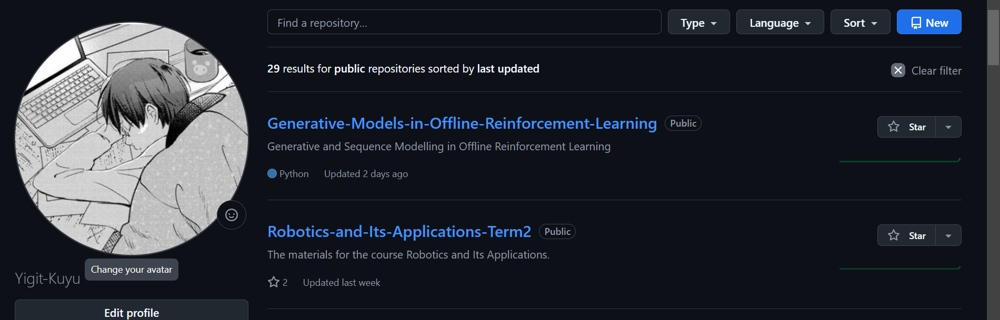 Find a repository...
Type
Language
Sort
New
29 results for public repositories sorted by last updated
Clear filter
Generative-Models-in-Offline-Reinforcement-Learning
Public
Star
Generative and Sequence Modelling in Offline Reinforcement Learning
Python
Updated 2 days ago
Robotics-and-Its-Applications-Term2
Public
Star
The materials for the course Robotics and Its Applications.
2
Updated last week
Change your avatar
Yigit-Kuyu
Edit profile